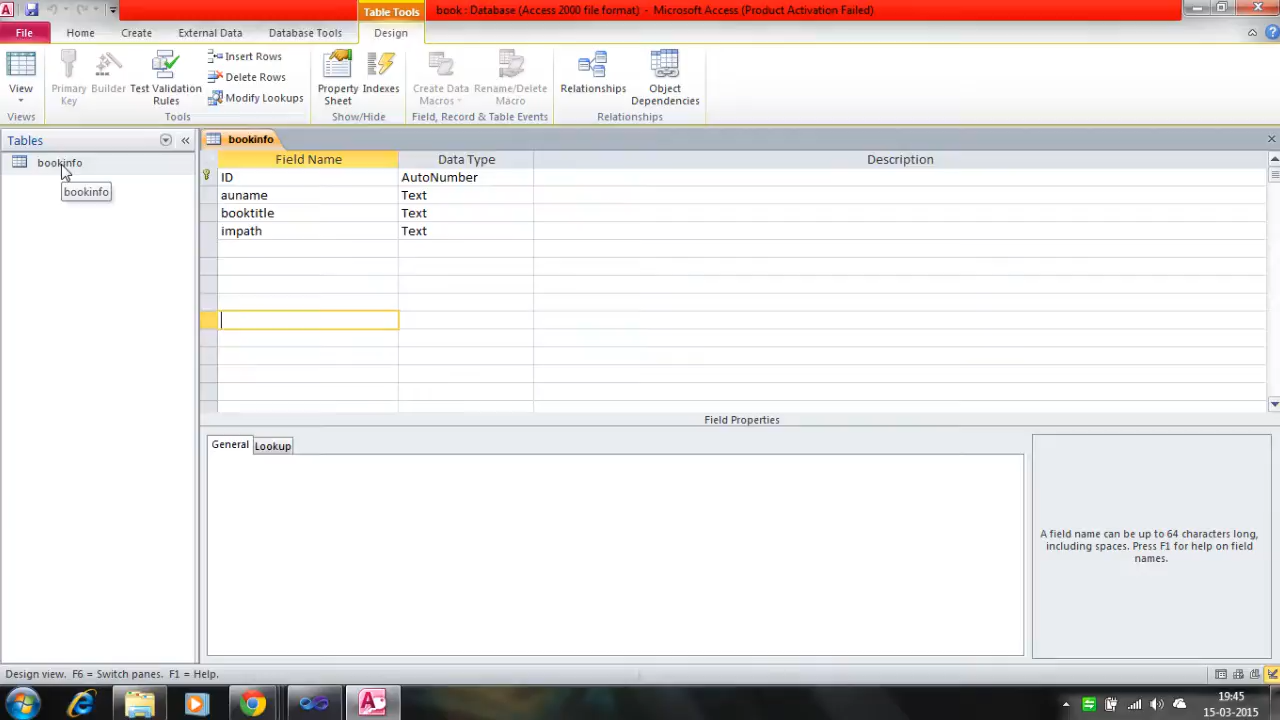 Table Tools
book : Database (Access 2000 file format) - Microsoft Access (Product Activation Failed)
File Home Create External Data Database Tools Design
View
Primary Key
Builder
Test Validation Rules
Insert Rows
Delete Rows
Modify Lookups
Property Sheet
Indexes
Create Data Macros
Rename/Delete Macro
Relationships
Object Dependencies
Views Tools Show/Hide Field, Record & Table Events Relationships
Tables
bookinfo
bookinfo
bookinfo
Field Name Data Type Description
ID AutoNumber
auname Text
booktitle Text
impath Text
Field Properties
General Lookup
A field name can be up to 64 characters long,
including spaces. Press F1 for help on field
names.
Design view. F6 = Switch panes. F1 = Help.
19:45
15-03-2015